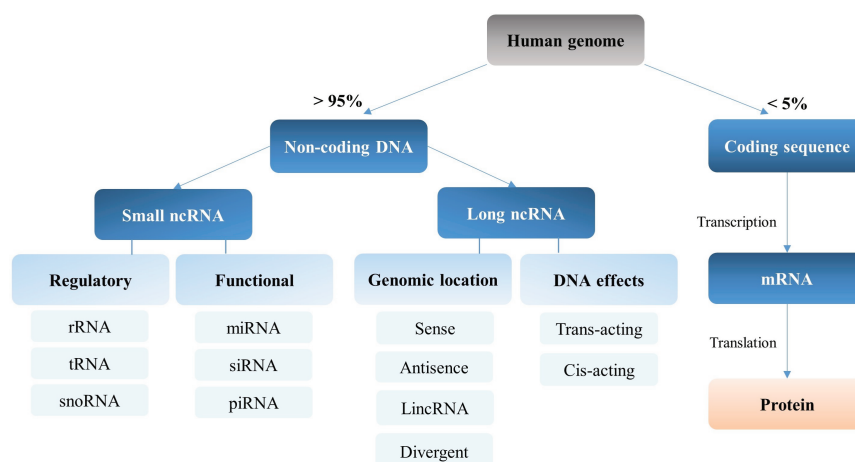 Human genome
> 95%
< 5%
Non-coding DNA
Coding sequence
Small ncRNA
Long ncRNA
Transcription
Regulatory
Functional
Genomic location
DNA effects
mRNA
rRNA
miRNA
Sense
Trans-acting
Translation
tRNA
siRNA
Antisence
Cis-acting
snoRNA
piRNA
LincRNA
Protein
Divergent